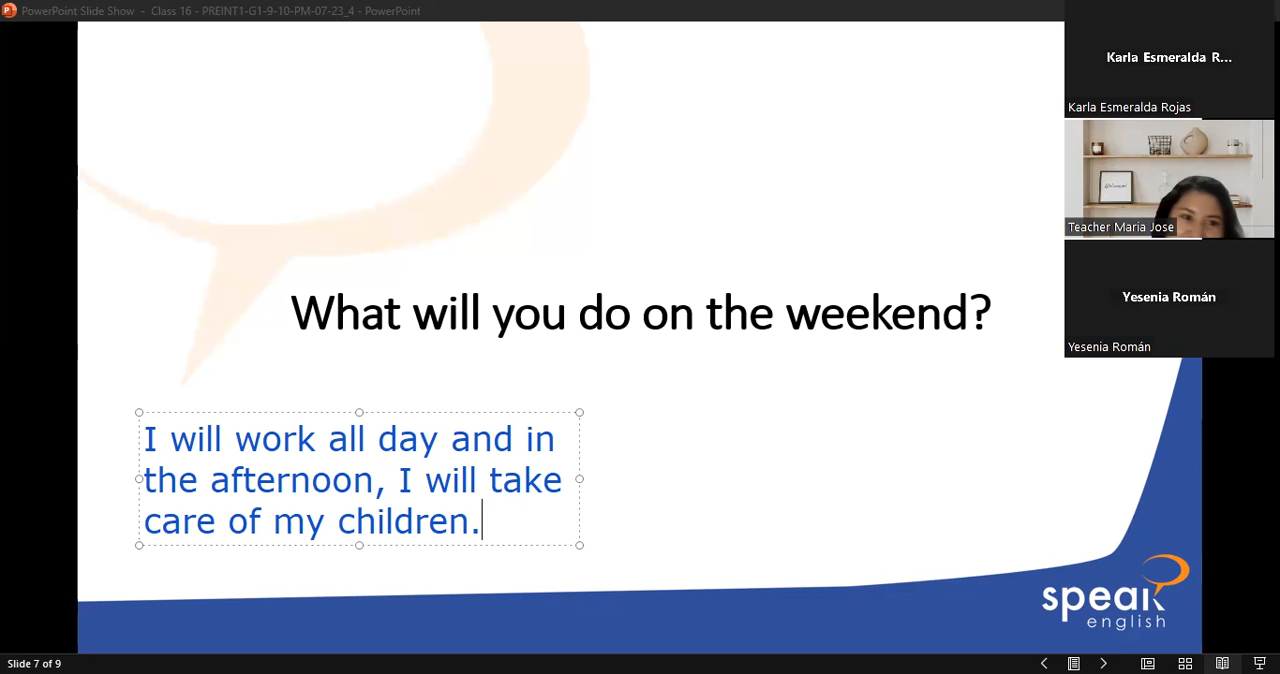 PowerPoint Slide Show - Class 16 - PREINT1-G1-9-10-PM-07-23_4 - PowerPoint
Karla Esmeralda R...
Karla Esmeralda Rojas
Teacher Maria Jose
Yesenia Román
Yesenia Román
What will you do on the weekend?
I will work all day and in
the afternoon, I will take
care of my children.
speak
english
Slide 7 of 9